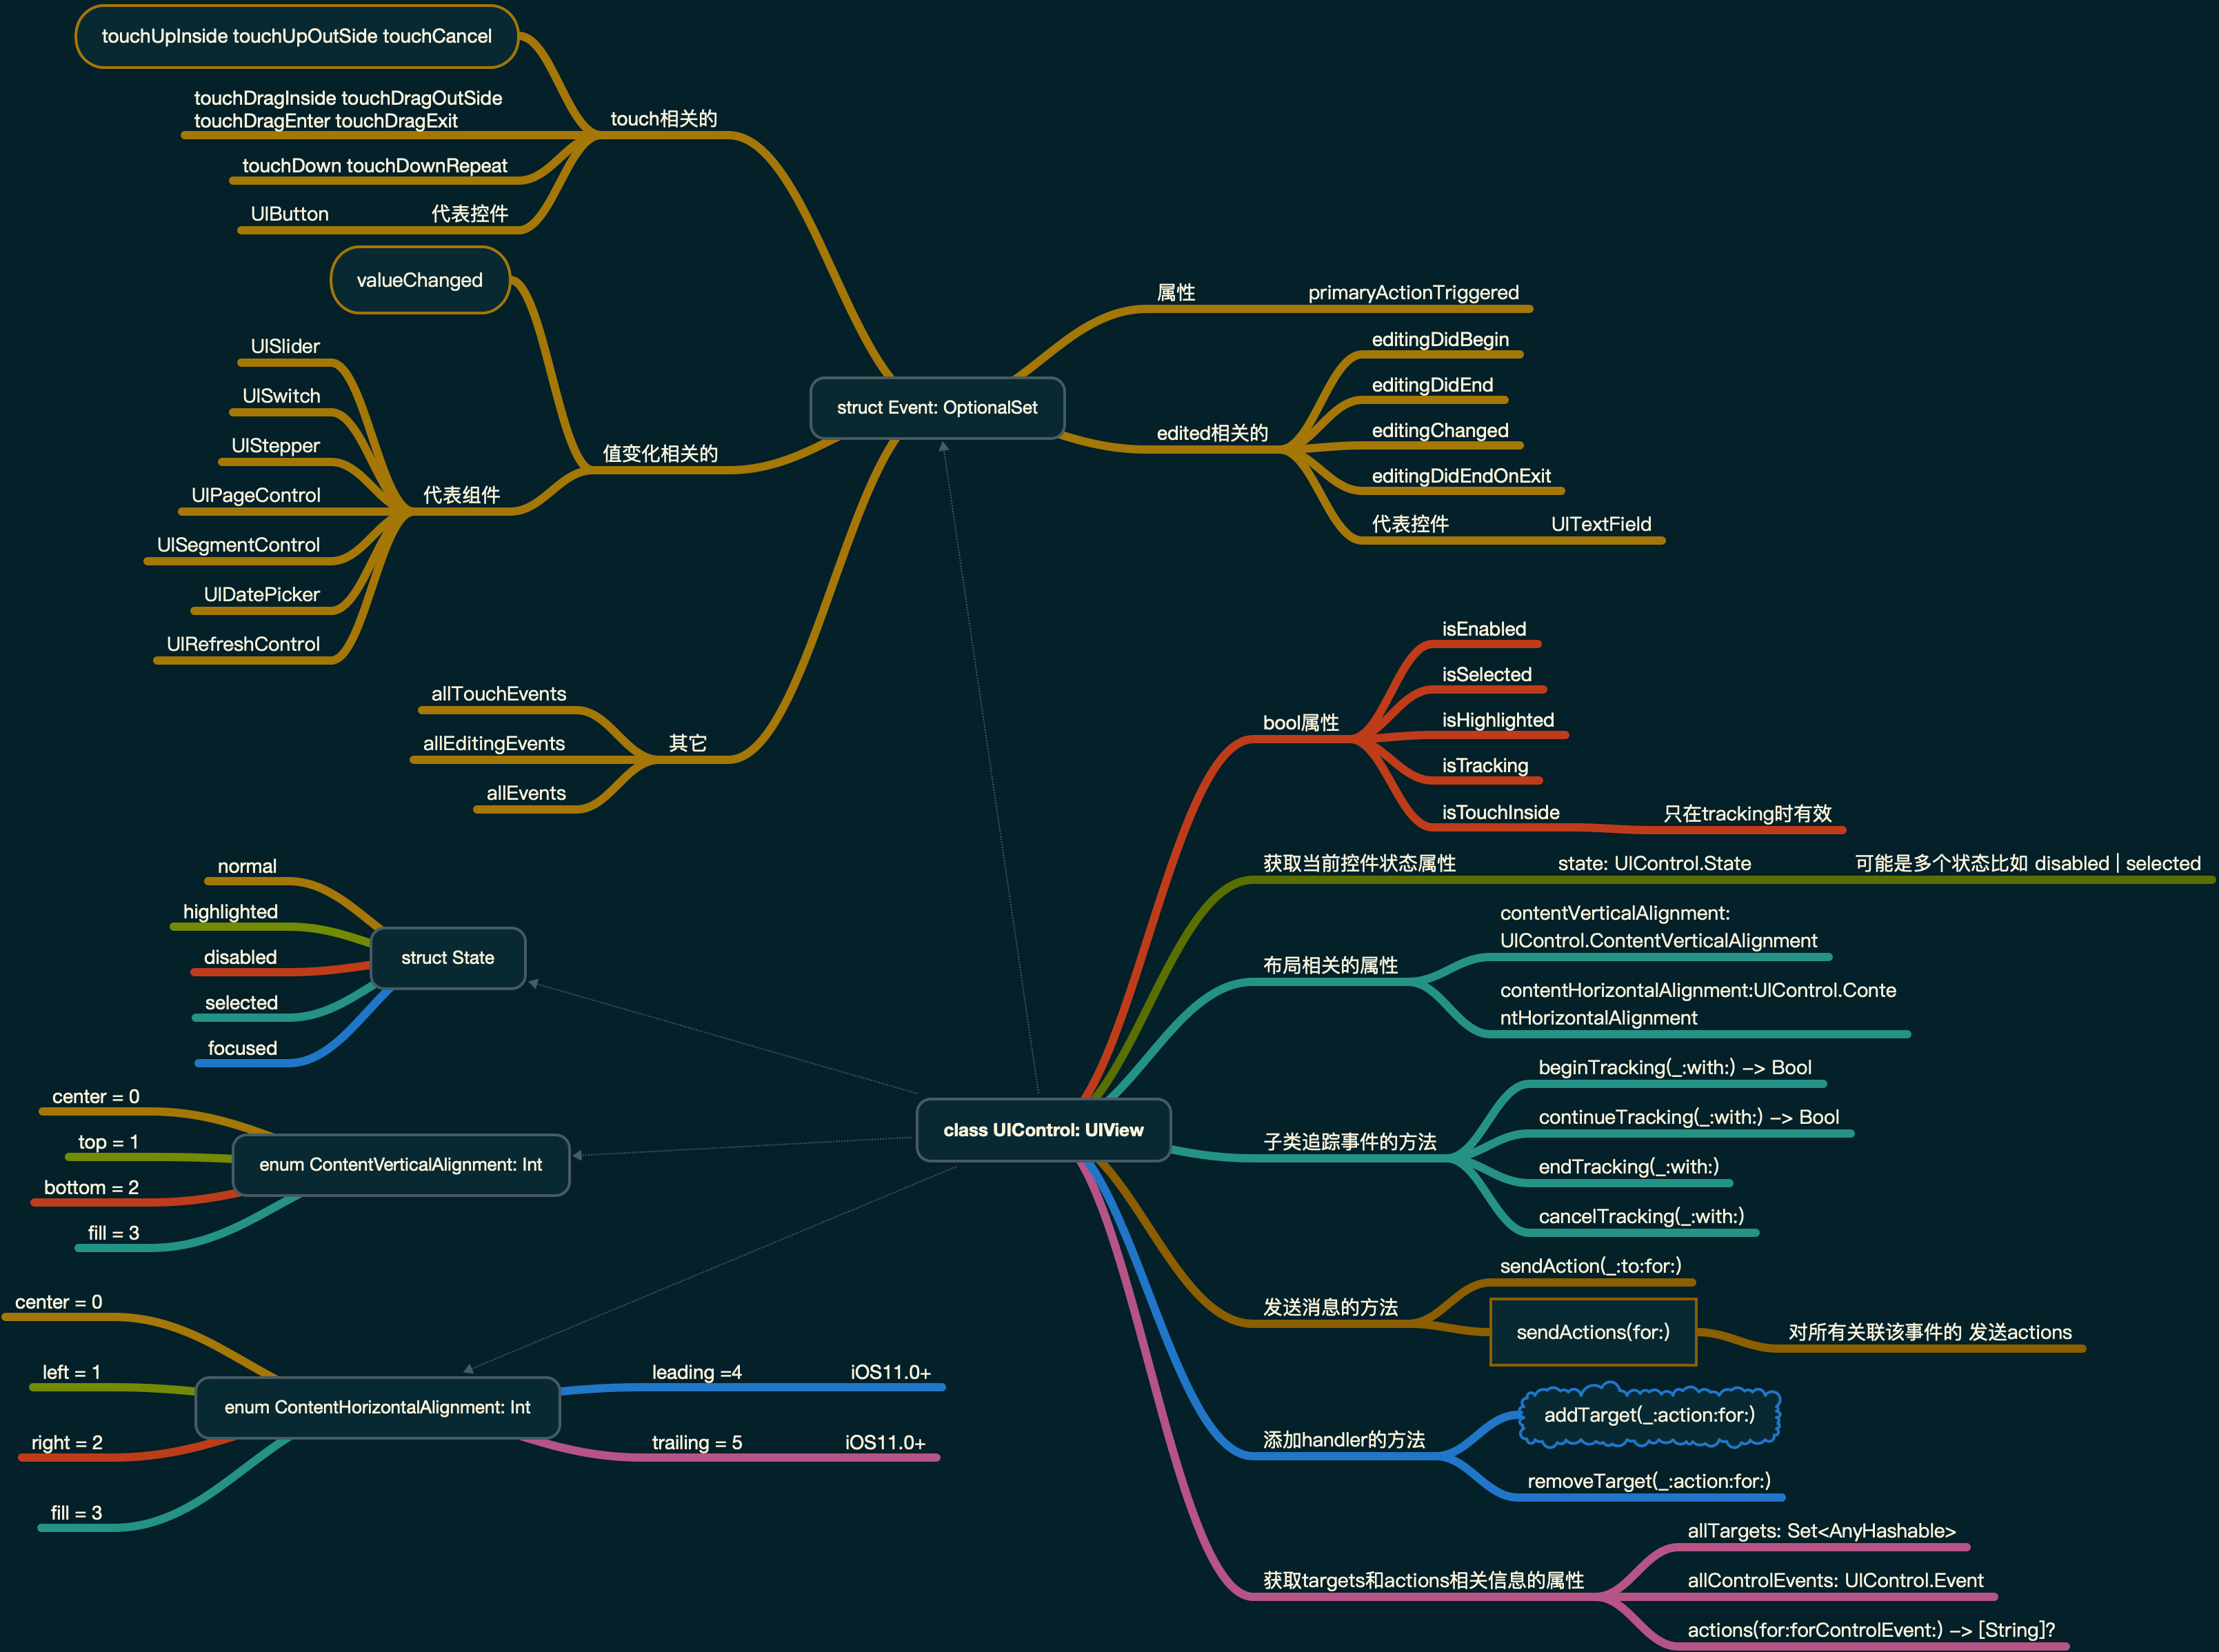 touchUpInside touchUpOutSide touchCancel
touchDragInside touchDragOutSide
touchDragEnter touchDragExit
touchDown touchDownRepeat
UIButton 代表控件
touch相关的
valueChanged
UISlider
UISwitch
UIStepper
UIPageControl
UISegmentControl
UIDatePicker
UIRefreshControl
代表组件
值变化相关的
allTouchEvents
allEditingEvents
allEvents
其它
struct Event: OptionalSet
属性 primaryActionTriggered
edited相关的
editingDidBegin
editingDidEnd
editingChanged
editingDidEndOnExit
代表控件 UITextField
normal
highlighted
disabled
selected
focused
struct State
center = 0
top = 1
bottom = 2
fill = 3
enum ContentVerticalAlignment: Int
center = 0
left = 1
right = 2
fill = 3
enum ContentHorizontalAlignment: Int
leading =4 iOS11.0+
trailing = 5 iOS11.0+
class UIControl: UIView
bool属性
isEnabled
isSelected
isHighlighted
isTracking
isTouchInside 只在tracking时有效
获取当前控件状态属性 state: UIControl.State 可能是多个状态比如 disabled | selected
布局相关的属性
contentVerticalAlignment:
UIControl.ContentVerticalAlignment
contentHorizontalAlignment:UIControl.Conte
ntHorizontalAlignment
子类追踪事件的方法
beginTracking(_:with:) -> Bool
continueTracking(_:with:) -> Bool
endTracking(_:with:)
cancelTracking(_:with:)
发送消息的方法
sendAction(_:to:for:)
sendActions(for:)
对所有关联该事件的 发送actions
添加handler的方法
addTarget(_:action:for:)
removeTarget(_:action:for:)
获取targets和actions相关信息的属性
allTargets: Set<AnyHashable>
allControlEvents: UIControl.Event
actions(for:forControlEvent:) -> [String]?